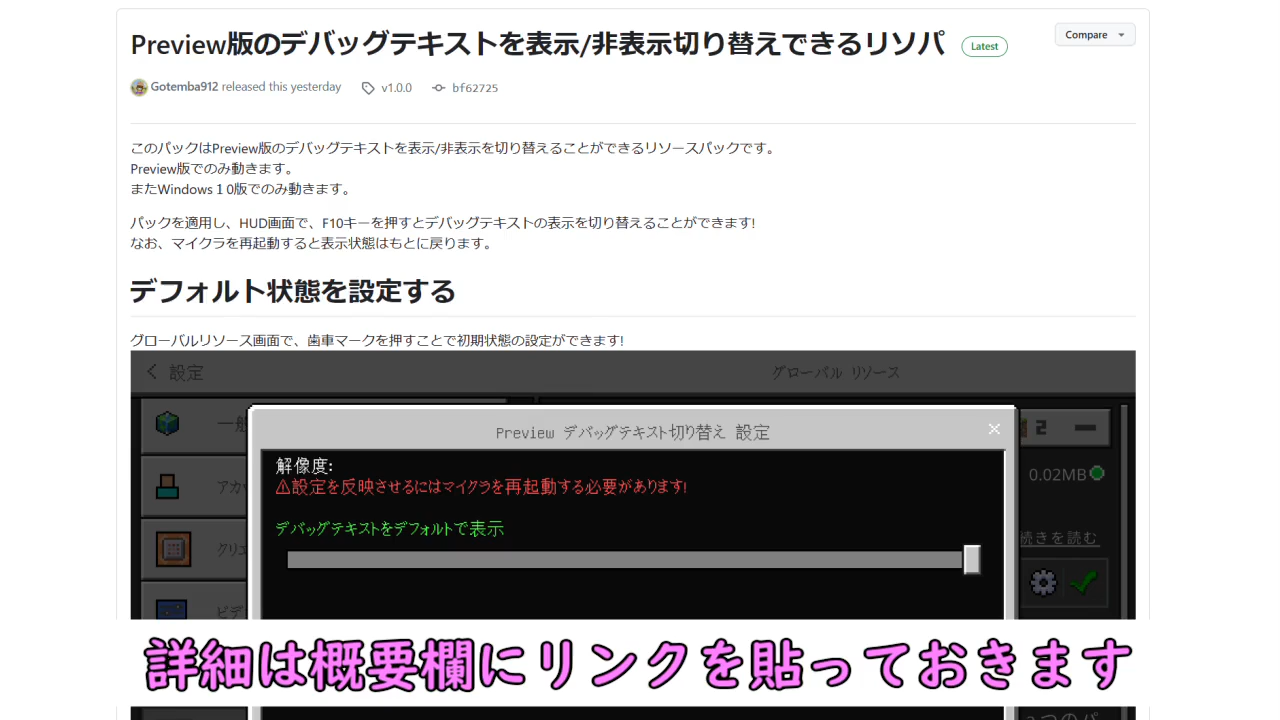 Preview版のデバッグテキストを表示/非表示切り替えできるリソパ Latest
Compare
Gotemba912 released this yesterday v1.0.0 bf62725
このパックはPreview版のデバッグテキストを表示/非表示を切り替えることができるリソースパックです。
Preview版でのみ動きます。
またWindows１0版でのみ動きます。
パックを適用し、HUD画面で、F10キーを押すとデバッグテキストの表示を切り替えることができます!
なお、マイクラを再起動すると表示状態はもとに戻ります。
デフォルト状態を設定する
グローバルリソース画面で、歯車マークを押すことで初期状態の設定ができます!
< 設定
グローバル リソース
一般
Preview デバッグテキスト切り替え 設定
2
解像度:
⚠設定を反映させるにはマイクラを再起動する必要があります!
0.02MB
アカ
デバッグテキストをデフォルトで表示
続きを読む
クリエ
ビデ
詳細は概要欄にリンクを貼っておきます